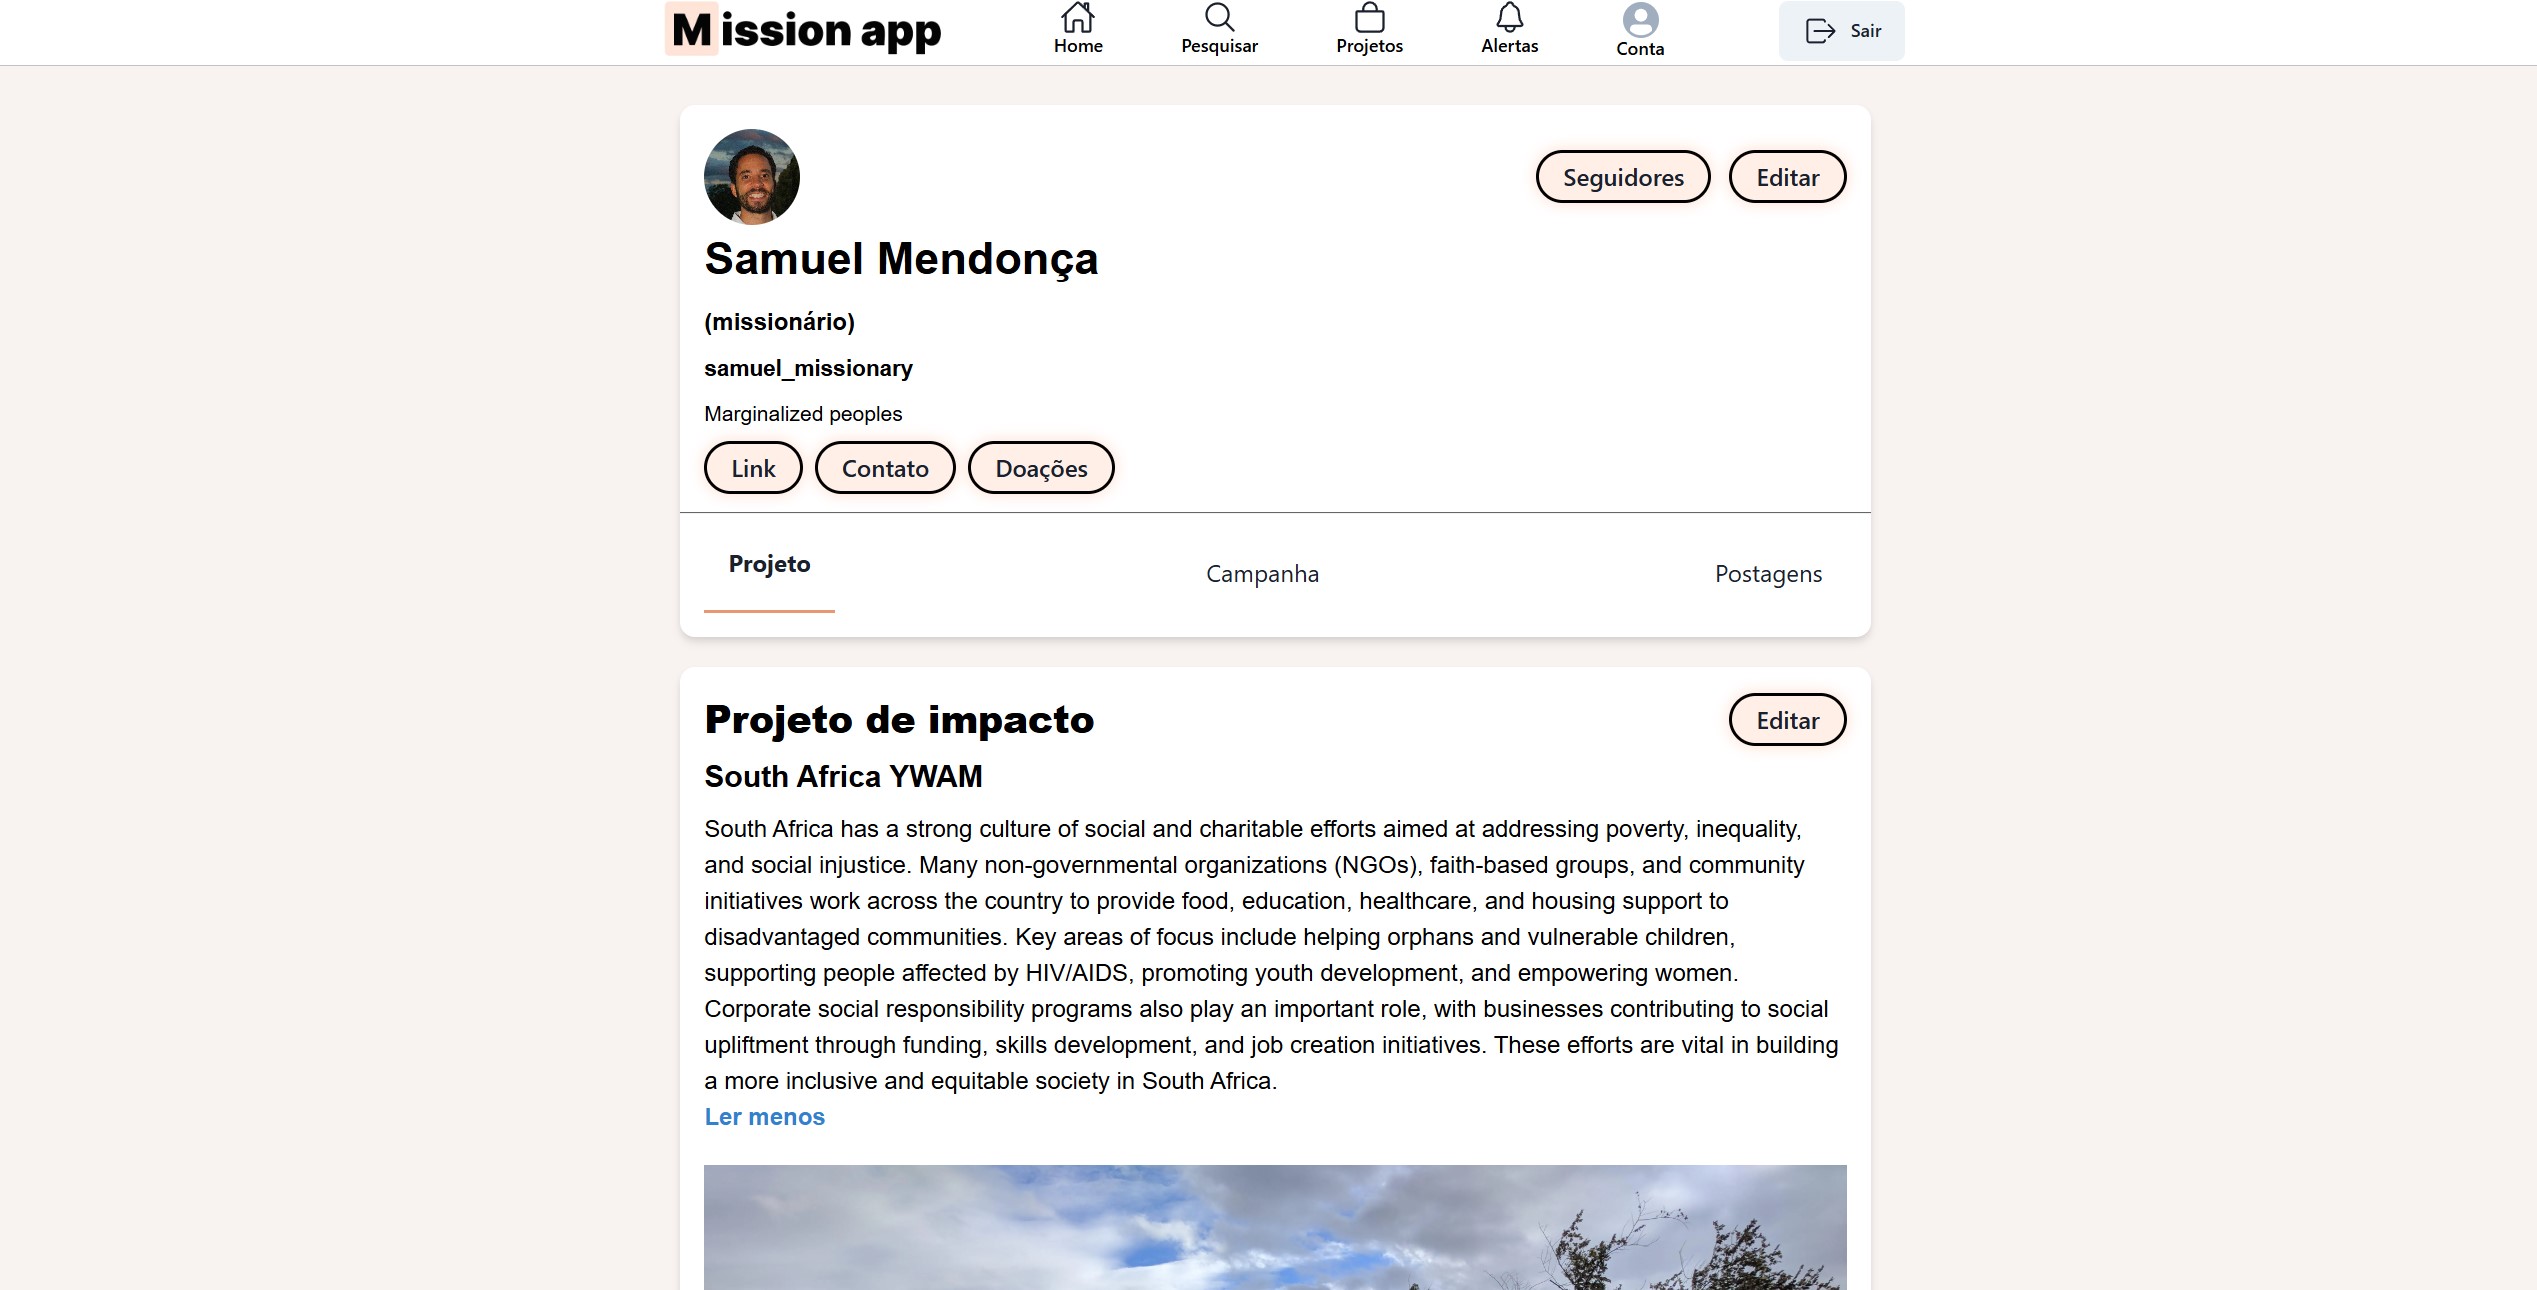 Mission app
Home
Pesquisar
Projetos
Alertas
Conta
Sair
Seguidores
Editar
Samuel Mendonça
(missionário)
samuel_missionary
Marginalized peoples
Link
Contato
Doações
Projeto
Campanha
Postagens
Projeto de impacto
Editar
South Africa YWAM
South Africa has a strong culture of social and charitable efforts aimed at addressing poverty, inequality,
and social injustice. Many non-governmental organizations (NGOs), faith-based groups, and community
initiatives work across the country to provide food, education, healthcare, and housing support to
disadvantaged communities. Key areas of focus include helping orphans and vulnerable children,
supporting people affected by HIV/AIDS, promoting youth development, and empowering women.
Corporate social responsibility programs also play an important role, with businesses contributing to social
upliftment through funding, skills development, and job creation initiatives. These efforts are vital in building
a more inclusive and equitable society in South Africa.
Ler menos